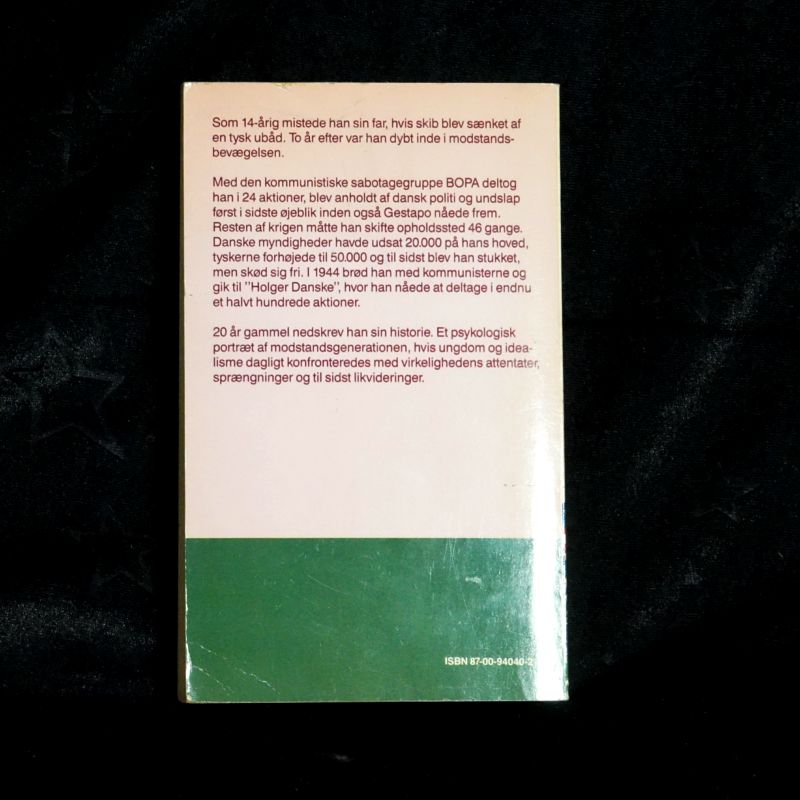 Som 14-årig mistede han sin far, hvis skib blev sænket af
en tysk ubåd. To år efter var han dybt inde i modstands-
bevægelsen.
Med den kommunistiske sabotagegruppe BOPA deltog
han i 24 aktioner, blev anholdt af dansk politi og undslap
først i sidste øjeblik inden også Gestapo nåede frem.
Resten af krigen måtte han skifte opholdssted 46 gange.
Danske myndigheder havde udsat 20.000 på hans hoved,
tyskerne forhøjede til 50.000 og til sidst blev han stukket,
men skød sig fri. I 1944 brød han med kommunisterne og
gik til "Holger Danske", hvor han nåede at deltage i endnu
et halvt hundrede aktioner.
20 år gammel nedskrev han sin historie. Et psykologisk
portræt af modstandsgenerationen, hvis ungdom og idea-
lisme dagligt konfronteredes med virkelighedens attentater,
sprængninger og til sidst likvideringer.
ISBN 87-00-94040-2